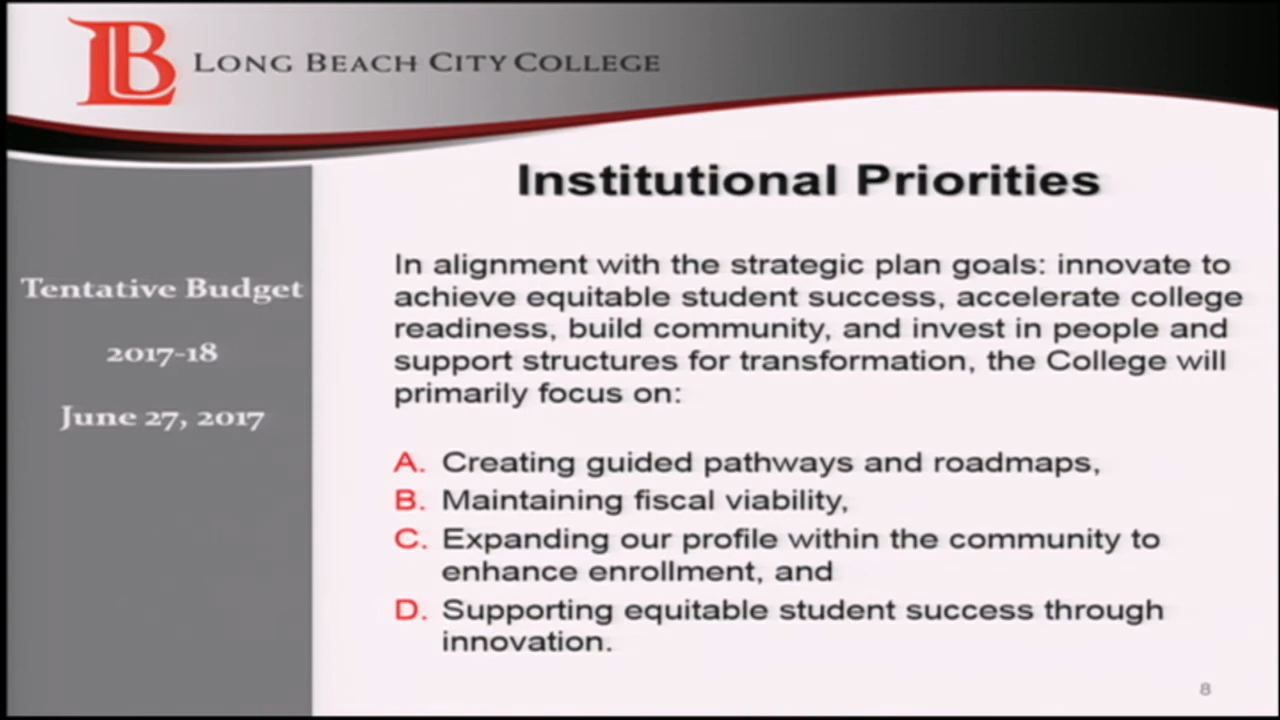 LB LONG BEACH CITY COLLEGE
Institutional Priorities
Tentative Budget
2017-18
June 27, 2017
In alignment with the strategic plan goals: innovate to
achieve equitable student success, accelerate college
readiness, build community, and invest in people and
support structures for transformation, the College will
primarily focus on:
A. Creating guided pathways and roadmaps,
B. Maintaining fiscal viability,
C. Expanding our profile within the community to
enhance enrollment, and
D. Supporting equitable student success through
innovation.
8